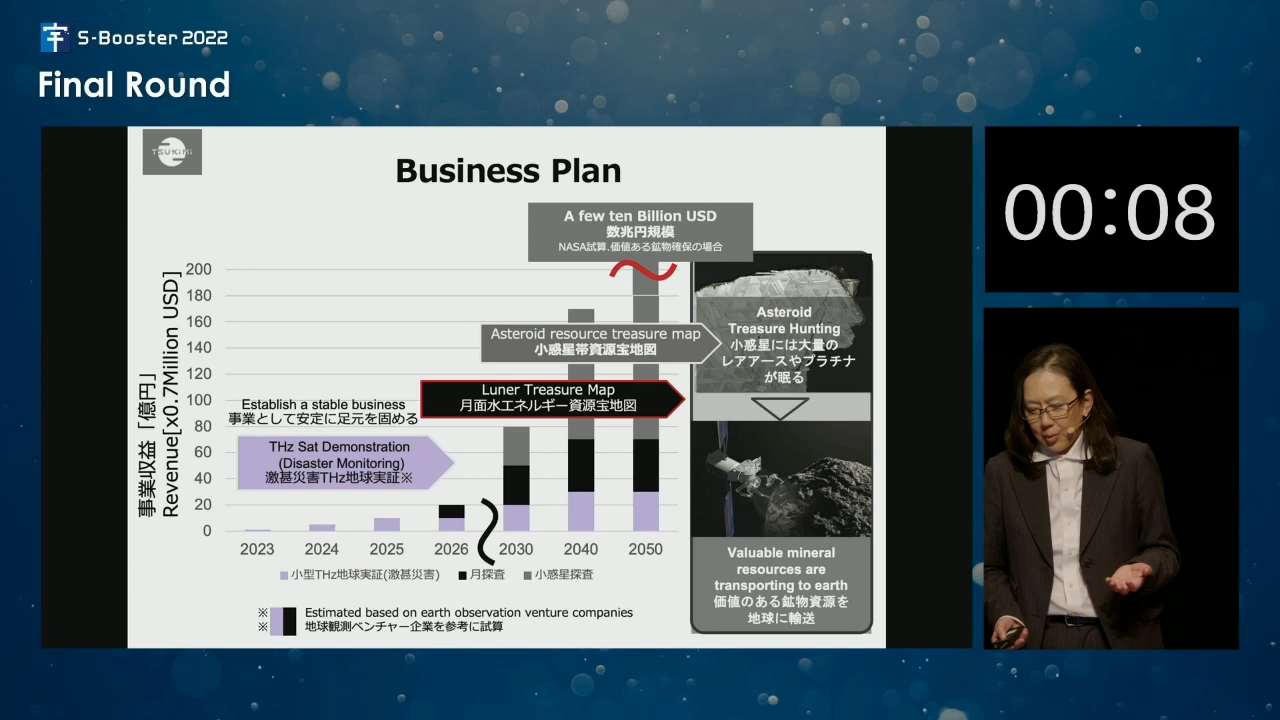 S-Booster 2022
Final Round
TSUKIMI
Business Plan
A few ten Billion USD
数兆円規模
NASA試算､価値ある鉱物確保の場合
事業収益「億円」
Revenue[x0.7Million USD]
200
180
160
140
120
100
80
60
40
20
0
Asteroid resource treasure map
小惑星帯資源宝地図
Luner Treasure Map
月面水エネルギー資源宝地図
Establish a stable business
事業として安定に足元を固める
THz Sat Demonstration
(Disaster Monitoring)
激甚災害THz地球実証※
2023 2024 2025 2026 2030 2040 2050
小型THz地球実証(激甚災害) 月探査 小惑星探査
※ Estimated based on earth observation venture companies
※ 地球観測ベンチャー企業を参考に試算
Asteroid
Treasure Hunting
小惑星には大量の
レアアースやプラチナ
が眠る
Valuable mineral
resources are
transporting to earth
価値のある鉱物資源を
地球に輸送
00:08